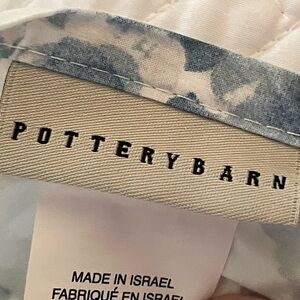 POTTERYBARN
MADE IN ISRAEL
FABRIQUÉ EN ISRAEL